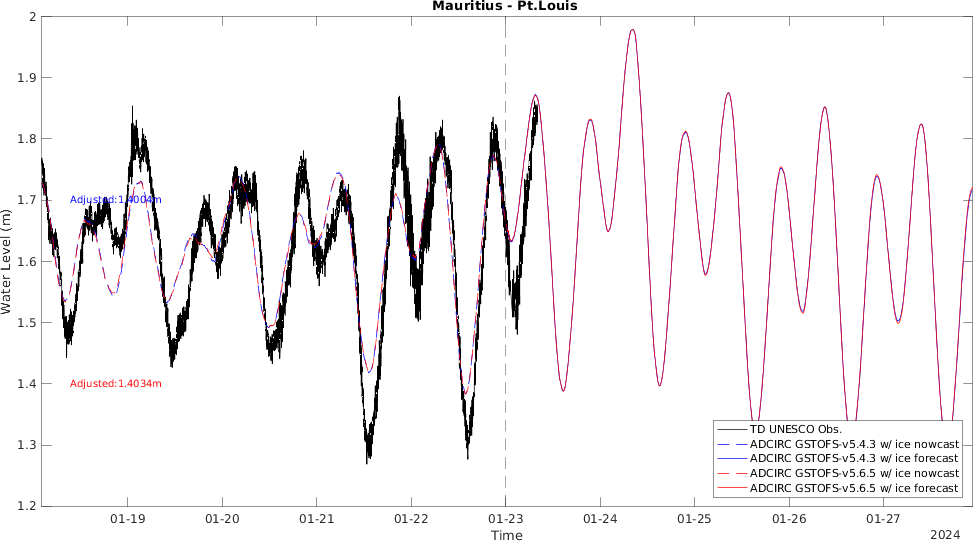 Mauritius - Pt.Louis
Water Level (m)
2
1.9
1.8
1.7
1.6
1.5
1.4
1.3
1.2
Adjusted:1.4004m
Adjusted:1.4034m
TD UNESCO Obs.
ADCIRC GSTOFS-v5.4.3 w/ ice nowcast
ADCIRC GSTOFS-v5.4.3 w/ ice forecast
ADCIRC GSTOFS-v5.6.5 w/ ice nowcast
ADCIRC GSTOFS-v5.6.5 w/ ice forecast
01-19 01-20 01-21 01-22 01-23 01-24 01-25 01-26 01-27
Time
2024